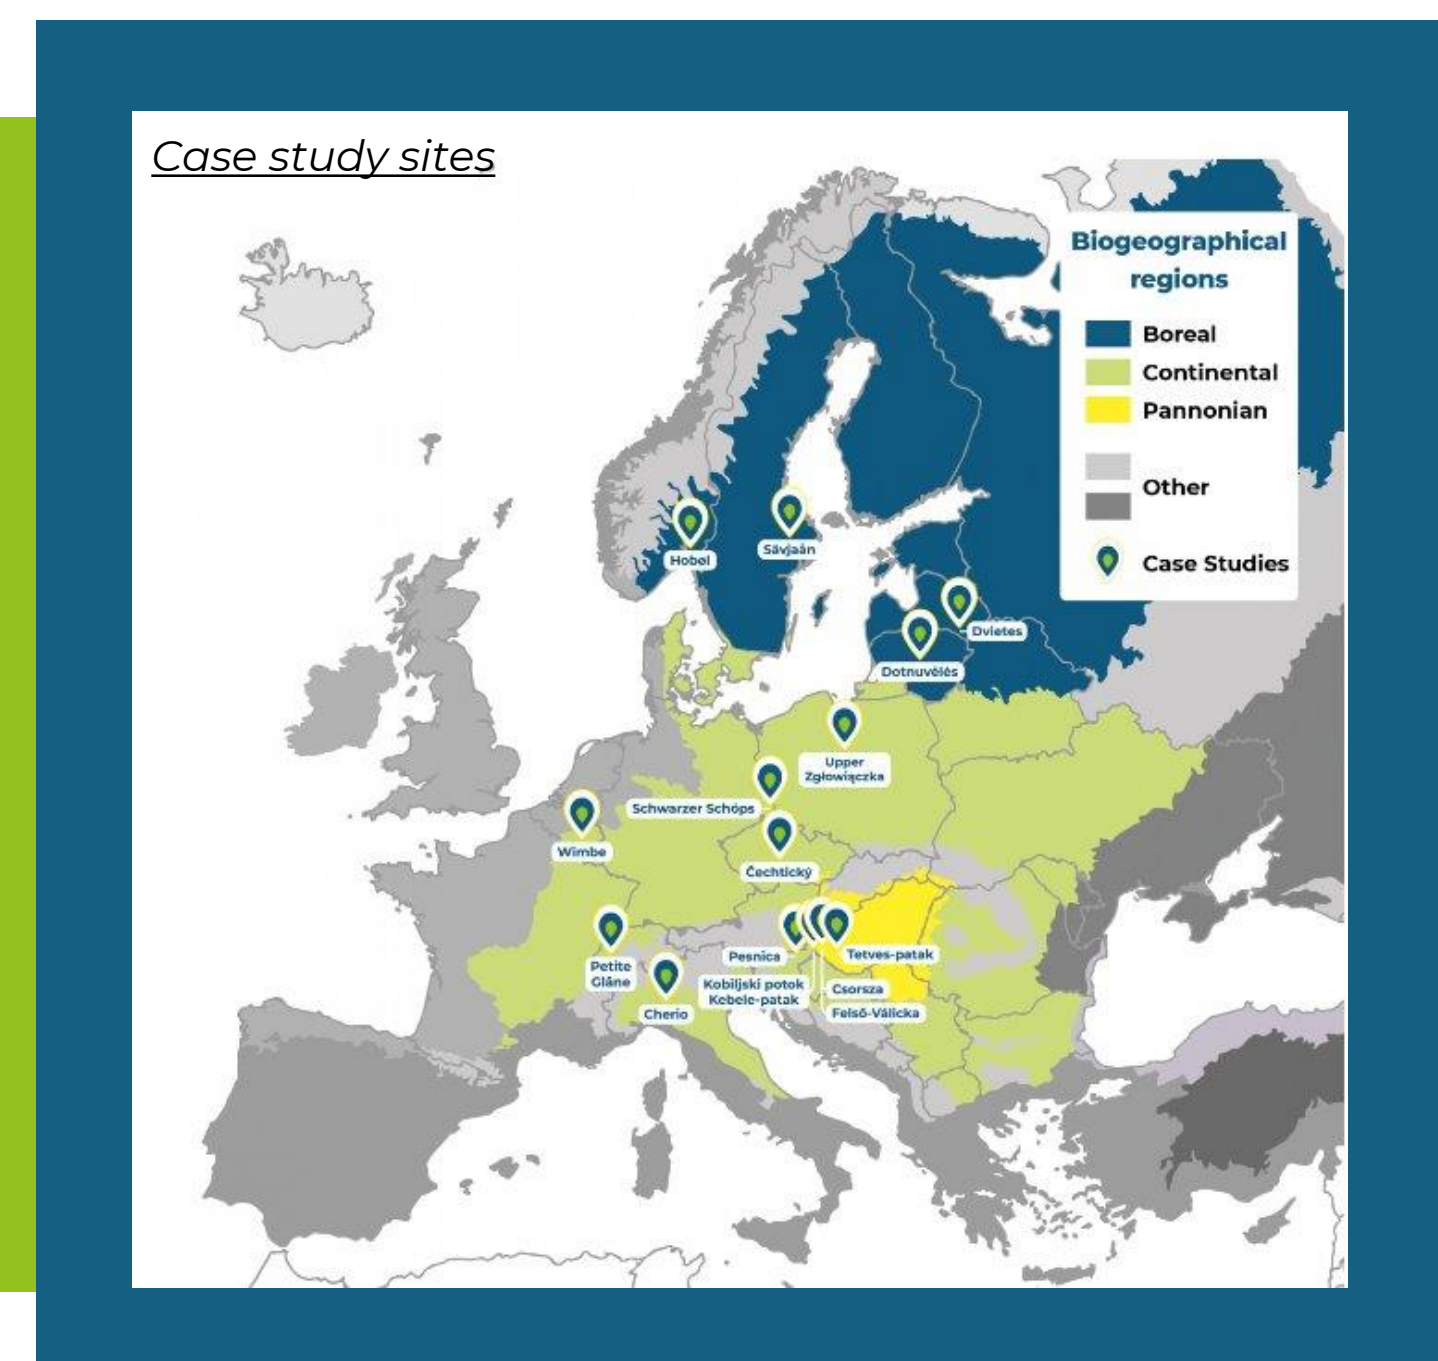 Case study sites
Biogeographical
regions
Boreal
Continental
Pannonian
Other
Case Studies
Hobøl
Sävjaån
Dvietes
Dotnuvėlės
Upper
Zgłowiączka
Schwarzer Schöps
Wimbe
Čechtický
Petite
Glâne
Cherio
Pesnica
Kobiljski potok
Kebele-patak
Tetves-patak
Csorsza
Felső-Válicka